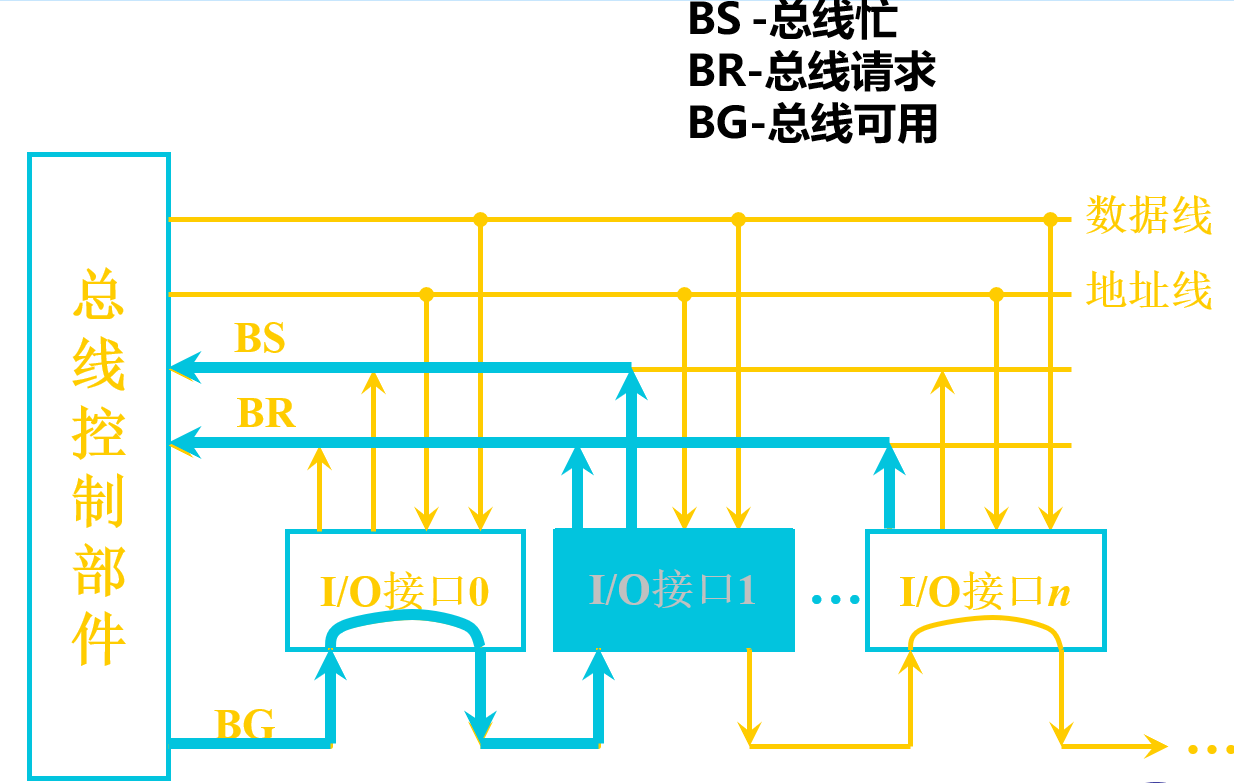 BS -总线忙
BR-总线请求
BG-总线可用
数据线
地址线
总线控制部件
BS
BR
I/O接口0
I/O接口1
…
I/O接口n
BG
…